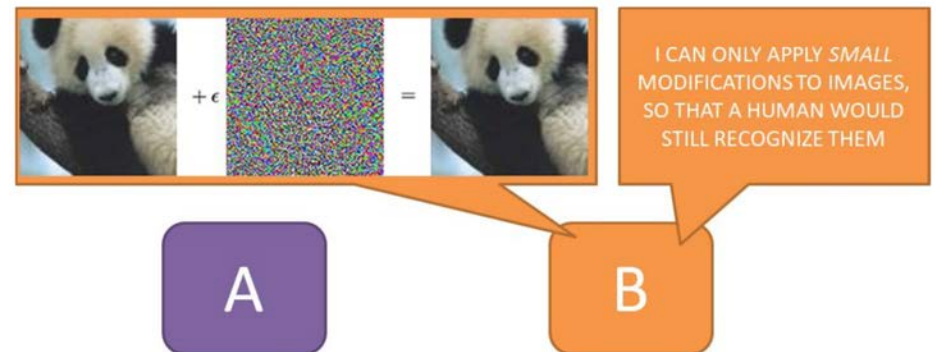 + ϵ =
I CAN ONLY APPLY SMALL
MODIFICATIONS TO IMAGES,
SO THAT A HUMAN WOULD
STILL RECOGNIZE THEM
A
B